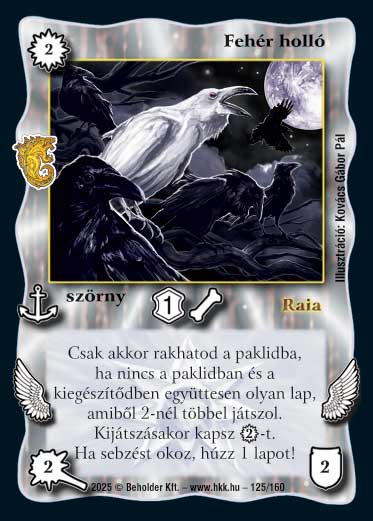 2
Fehér holló
Illusztráció: Kovács Gábor Pál
szörny
1
Raia
Csak akkor rakhatod a paklidba,
ha nincs a paklidban és a
kiegészítődben együttesen olyan lap,
amiből 2-nél többel játszol.
Kijátszásakor kapsz 2-t.
Ha sebzést okoz, húzz 1 lapot!
2
2
2025 © Beholder Kft. – www.hkk.hu – 125/160